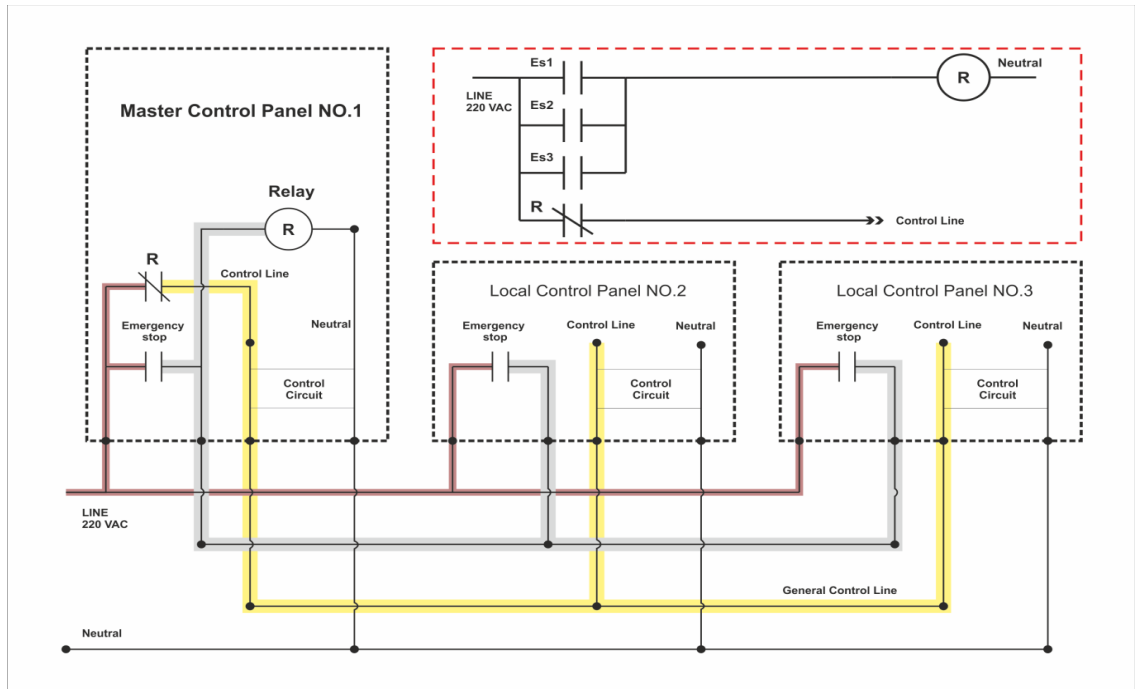 Master Control Panel NO.1
Relay
R
R
Control Line
Emergency
stop
Neutral
Control
Circuit
Es1
LINE
220 VAC
Es2
Es3
R
R
Neutral
Control Line
Local Control Panel NO.2
Emergency
stop
Control Line
Neutral
Control
Circuit
Local Control Panel NO.3
Emergency
stop
Control Line
Neutral
Control
Circuit
LINE
220 VAC
General Control Line
Neutral